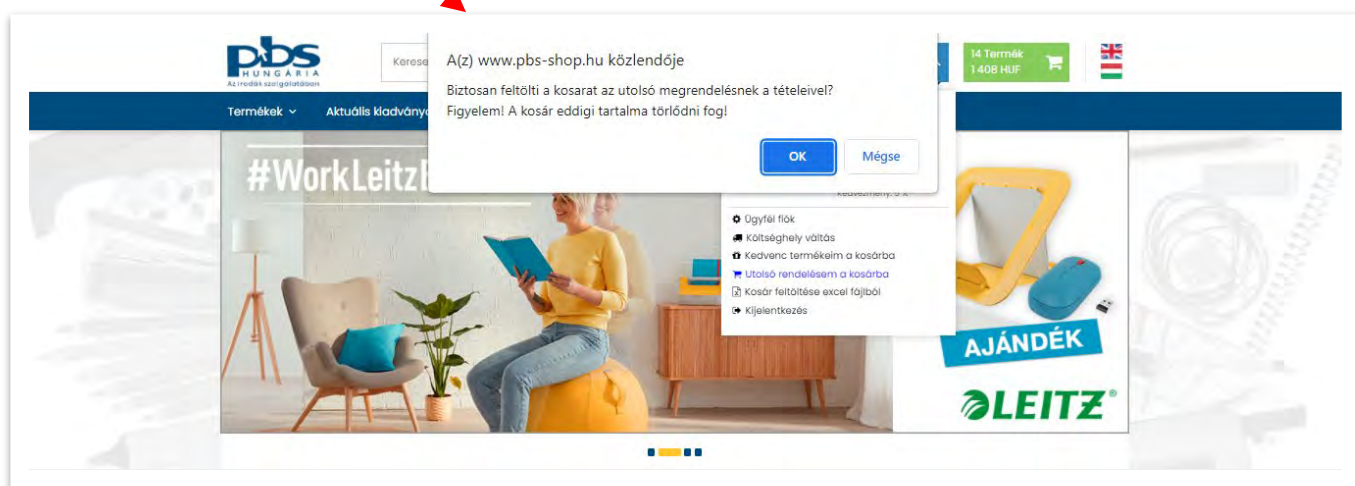 pbs
HUNGÁRIA
Az irodák szolgálatában
Kerese
A(z) www.pbs-shop.hu közlendője
Biztosan feltölti a kosarat az utolsó megrendelésnek a tételeivel?
Figyelem! A kosár eddigi tartalma törlődni fog!
OK
Mégse
14 Termék
1 408 HUF
Termékek
Aktuális kiadványo
#WorkLeitz
Kedvezmény:
Ügyfél fiók
Költséghely váltás
Kedvenc termékeim a kosárba
Utolsó rendelésem a kosárba
Kosár feltöltése excel fájlból
Kijelentkezés
AJÁNDÉK
LEITZ®